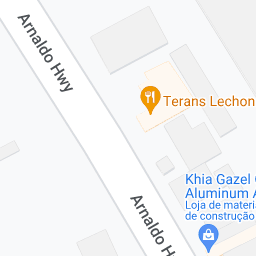 Arnaldo Hwy
Terans Lechon
Khia Gazel
Aluminum A
Loja de materia
de construção
Arnaldo H